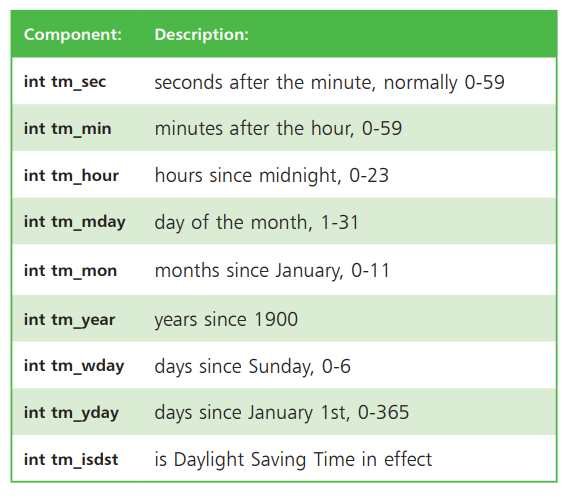 Component: Description:
int tm_sec seconds after the minute, normally 0-59
int tm_min minutes after the hour, 0-59
int tm_hour hours since midnight, 0-23
int tm_mday day of the month, 1-31
int tm_mon months since January, 0-11
int tm_year years since 1900
int tm_wday days since Sunday, 0-6
int tm_yday days since January 1st, 0-365
int tm_isdst is Daylight Saving Time in effect